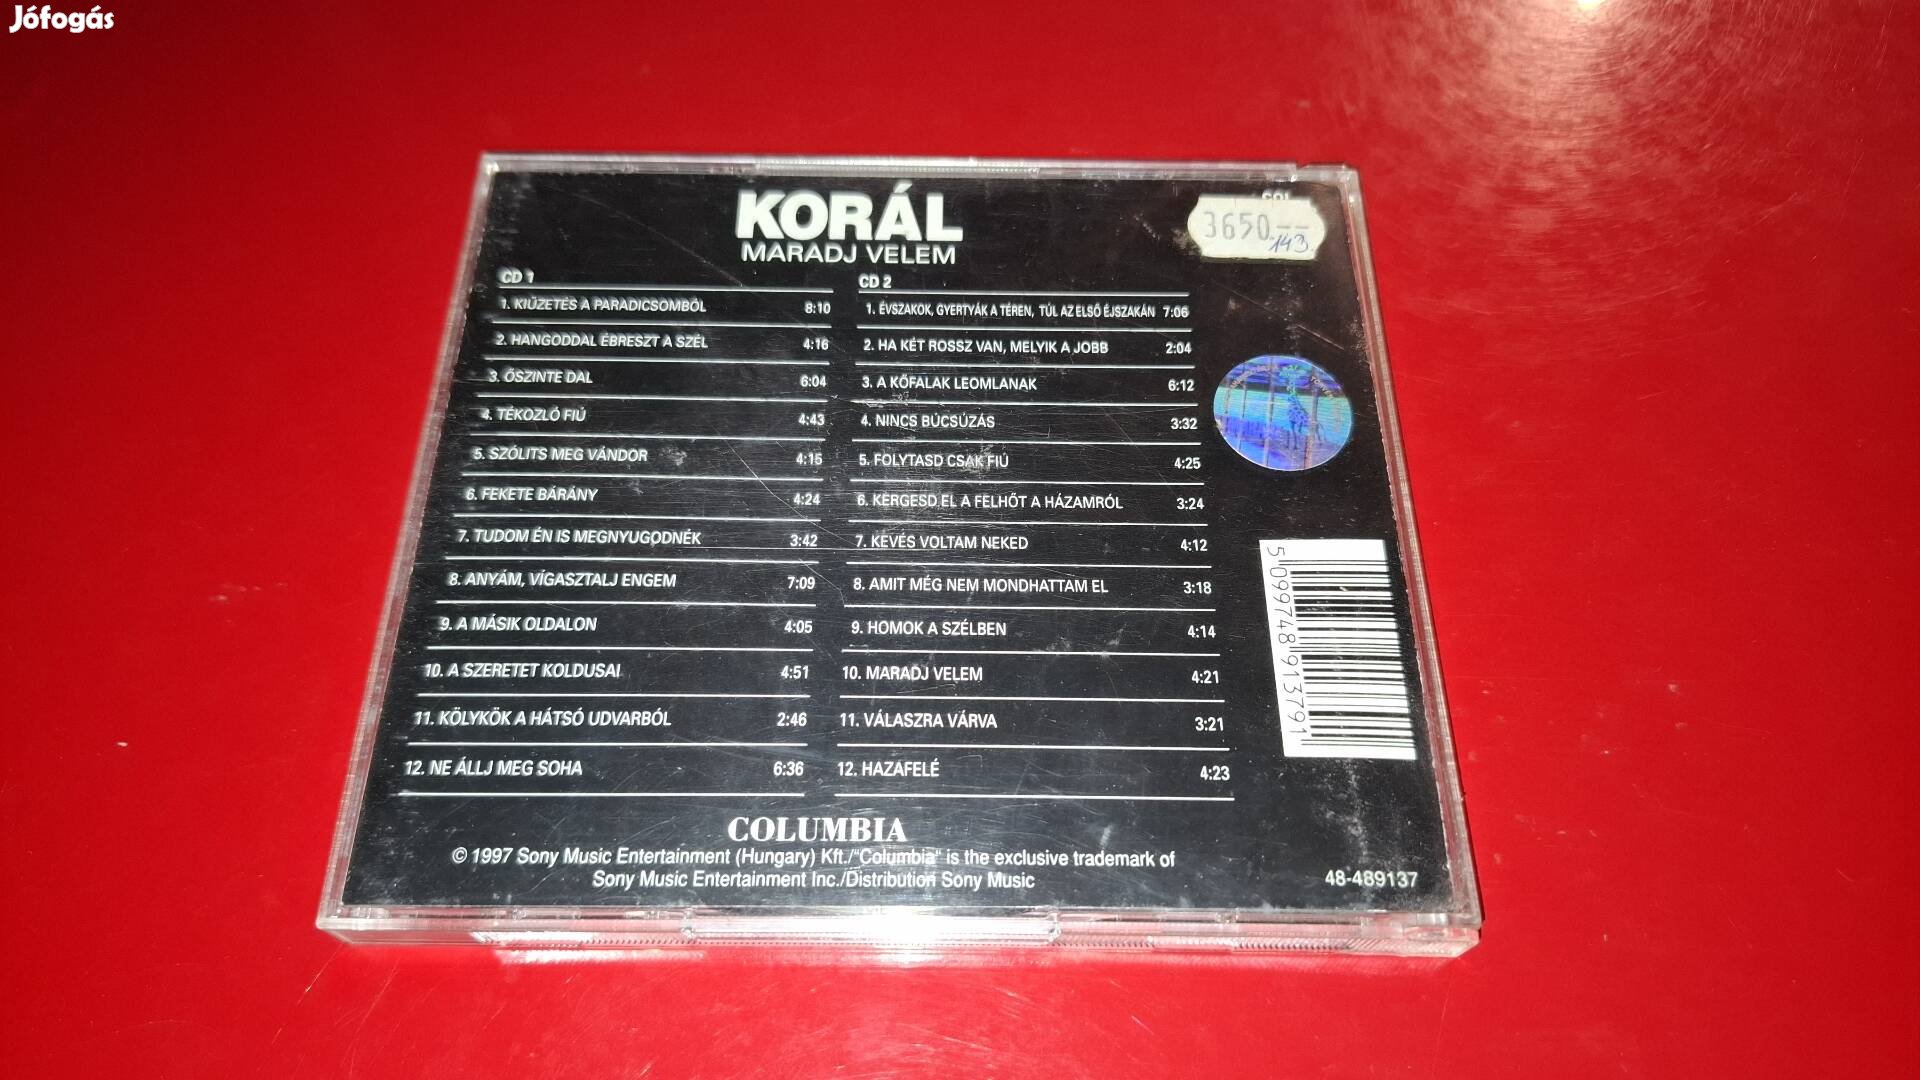 Jófogás
KORÁL
MARADJ VELEM
3650.--
143.
CD 1
1. KIŰZETÉS A PARADICSOMBÓL 8:10
2. HANGODDAL ÉBRESZT A SZÉL 4:16
3. ŐSZINTE DAL 6:04
4. TÉKOZLÓ FIÚ 4:43
5. SZÓLITS MEG VÁNDOR 4:15
6. FEKETE BÁRÁNY 4:24
7. TUDOM ÉN IS MEGNYUGODNÉK 3:42
8. ANYÁM, VÍGASZTALJ ENGEM 7:09
9. A MÁSIK OLDALON 4:05
10. A SZERETET KOLDUSAI 4:51
11. KÖLYKÖK A HÁTSÓ UDVARBÓL 2:46
12. NE ÁLLJ MEG SOHA 6:36
CD 2
1. ÉVSZAKOK, GYERTYÁK A TÉREN, TÚL AZ ELSŐ ÉJSZAKÁN 7:06
2. HA KÉT ROSSZ VAN, MELYIK A JOBB 2:04
3. A KŐFALAK LEOMLANAK 6:12
4. NINCS BÚCSÚZÁS 3:32
5. FOLYTASD CSAK FIÚ 4:25
6. KERGESD EL A FELHŐT A HÁZAMRÓL 3:24
7. KEVÉS VOLTAM NEKED 4:12
8. AMIT MÉG NEM MONDHATTAM EL 3:18
9. HOMOK A SZÉLBEN 4:14
10. MARADJ VELEM 4:21
11. VÁLASZRA VÁRVA 3:21
12. HAZAFELÉ 4:23
5 099748 913791
COLUMBIA
© 1997 Sony Music Entertainment (Hungary) Kft./"Columbia" is the exclusive trademark of
Sony Music Entertainment Inc./Distribution Sony Music
48-489137